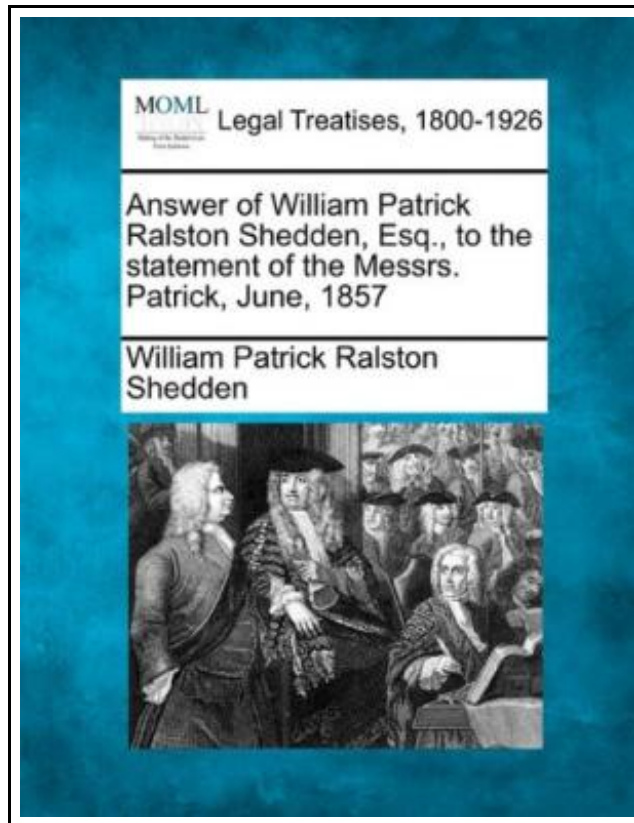 MOML
Legal Treatises, 1800-1926
Answer of William Patrick
Ralston Shedden, Esq., to the
statement of the Messrs.
Patrick, June, 1857
William Patrick Ralston
Shedden